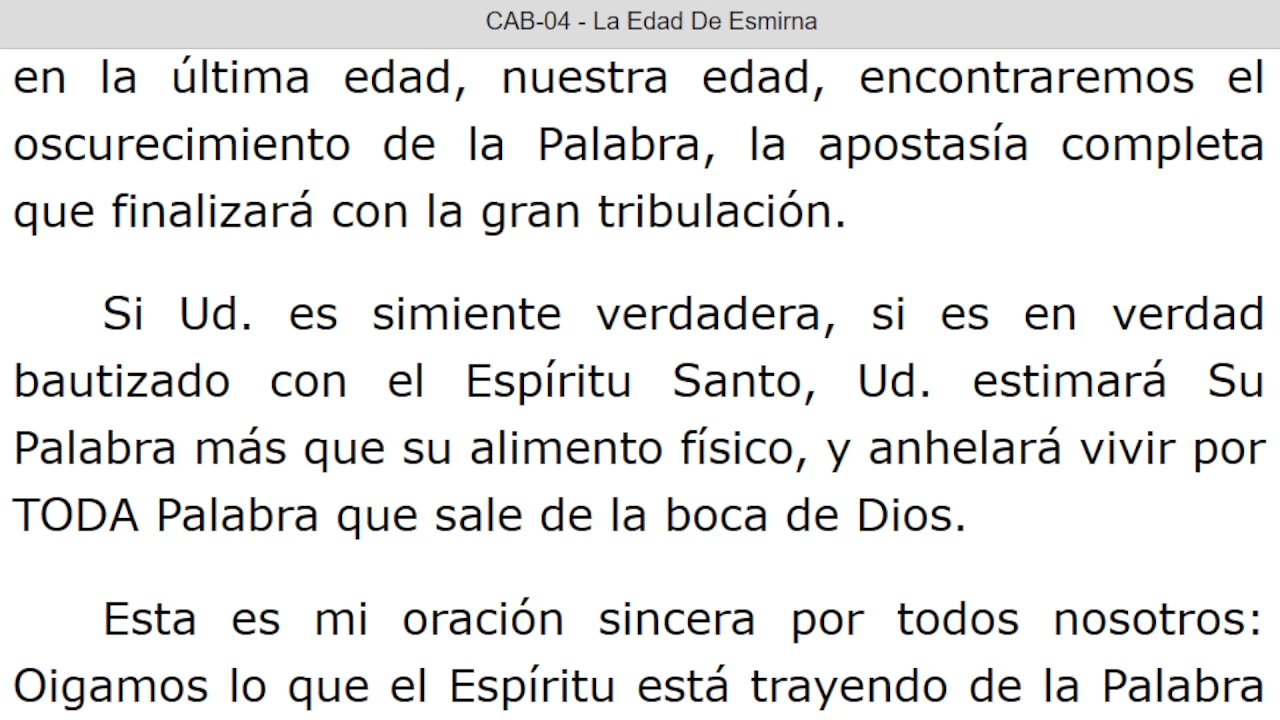 CAB-04 - La Edad De Esmirna
en la última edad, nuestra edad, encontraremos el
oscurecimiento de la Palabra, la apostasía completa
que finalizará con la gran tribulación.
Si Ud. es simiente verdadera, si es en verdad
bautizado con el Espíritu Santo, Ud. estimará Su
Palabra más que su alimento físico, y anhelará vivir por
TODA Palabra que sale de la boca de Dios.
Esta es mi oración sincera por todos nosotros:
Oigamos lo que el Espíritu está trayendo de la Palabra